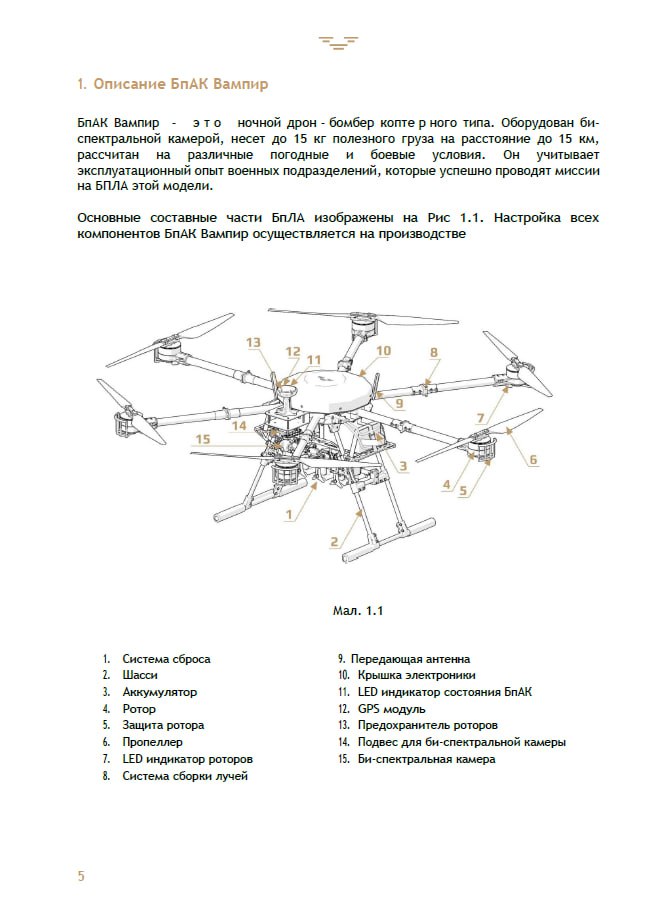 1. Описание БпАК Вампир
БпАК Вампир - э т о ночной дрон - бомбер копте р ного типа. Оборудован би-
спектральной камерой, несет до 15 кг полезного груза на расстояние до 15 км,
рассчитан на различные погодные и боевые условия. Он учитывает
эксплуатационный опыт военных подразделений, которые успешно проводят миссии
на БПЛА этой модели.
Основные составные части БпЛА изображены на Рис 1.1. Настройка всех
компонентов БпАК Вампир осуществляется на производстве
13
12
11
10
8
9
7
14
15
3
4
5
6
1
2
Мал. 1.1
1. Система сброса
2. Шасси
3. Аккумулятор
4. Ротор
5. Защита ротора
6. Пропеллер
7. LED индикатор роторов
8. Система сборки лучей
9. Передающая антенна
10. Крышка электроники
11. LED индикатор состояния БпАК
12. GPS модуль
13. Предохранитель роторов
14. Подвес для би-спектральной камеры
15. Би-спектральная камера
5